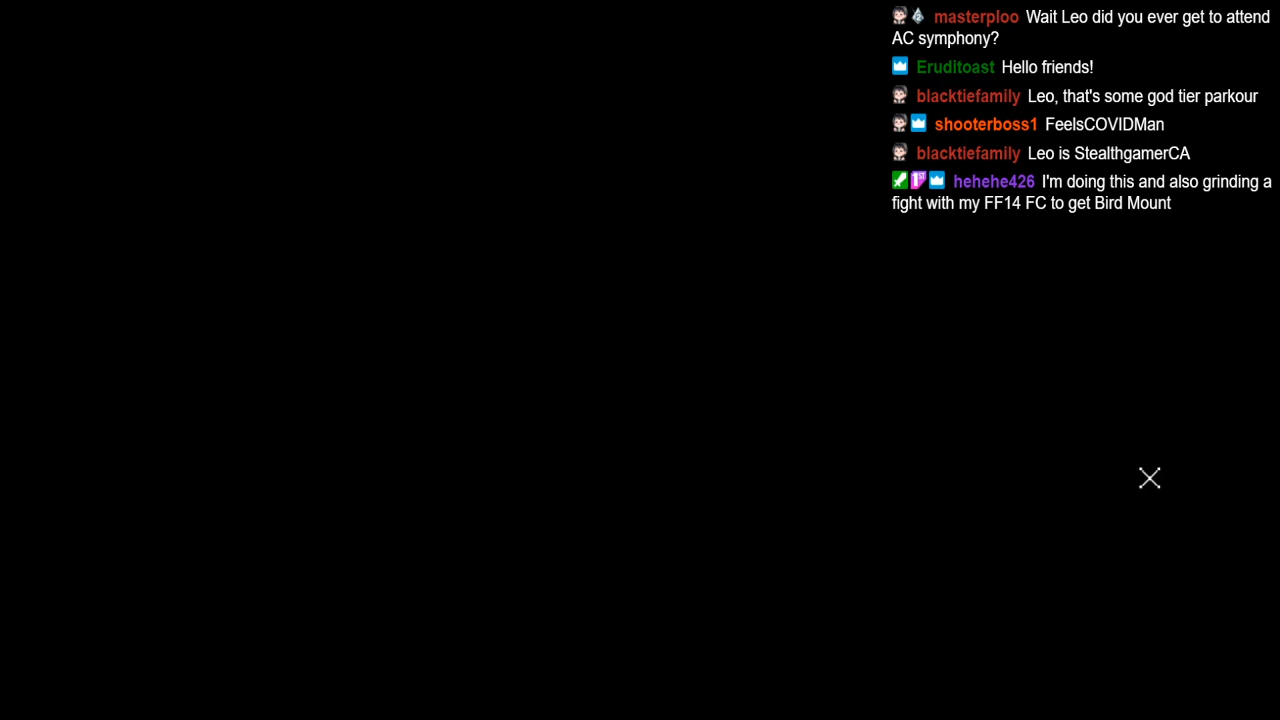 masterploo Wait Leo did you ever get to attend
AC symphony?
Eruditoast Hello friends!
blacktiefamily Leo, that's some god tier parkour
shooterboss1 FeelsCOVIDMan
blacktiefamily Leo is StealthgamerCA
hehehe426 I'm doing this and also grinding a
fight with my FF14 FC to get Bird Mount